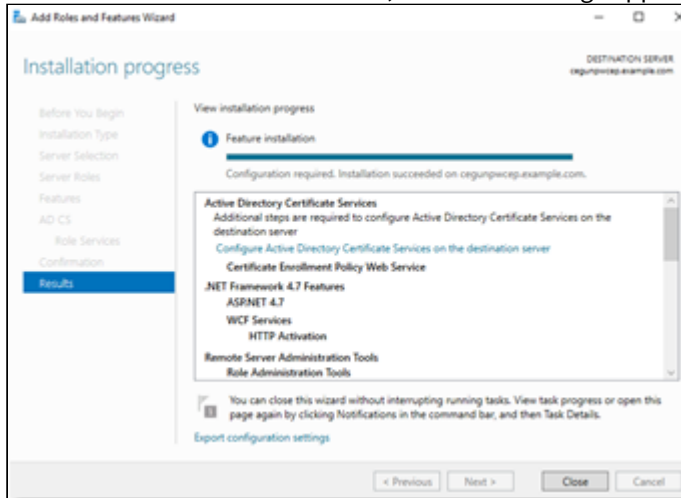 Add Roles and Features Wizard
Installation progress
DESTINATION SERVER
cegunpwcep.example.com
Before You Begin
Installation Type
Server Selection
Server Roles
Features
AD CS
Role Services
Confirmation
Results
View installation progress
Feature installation
Configuration required. Installation succeeded on cegunpwcep.example.com.
Active Directory Certificate Services
Additional steps are required to configure Active Directory Certificate Services on the
destination server
Configure Active Directory Certificate Services on the destination server
Certificate Enrollment Policy Web Service
.NET Framework 4.7 Features
ASP.NET 4.7
WCF Services
HTTP Activation
Remote Server Administration Tools
Role Administration Tools
You can close this wizard without interrupting running tasks. View task progress or open this
page again by clicking Notifications in the command bar, and then Task Details.
Export configuration settings
< Previous
Next >
Close
Cancel